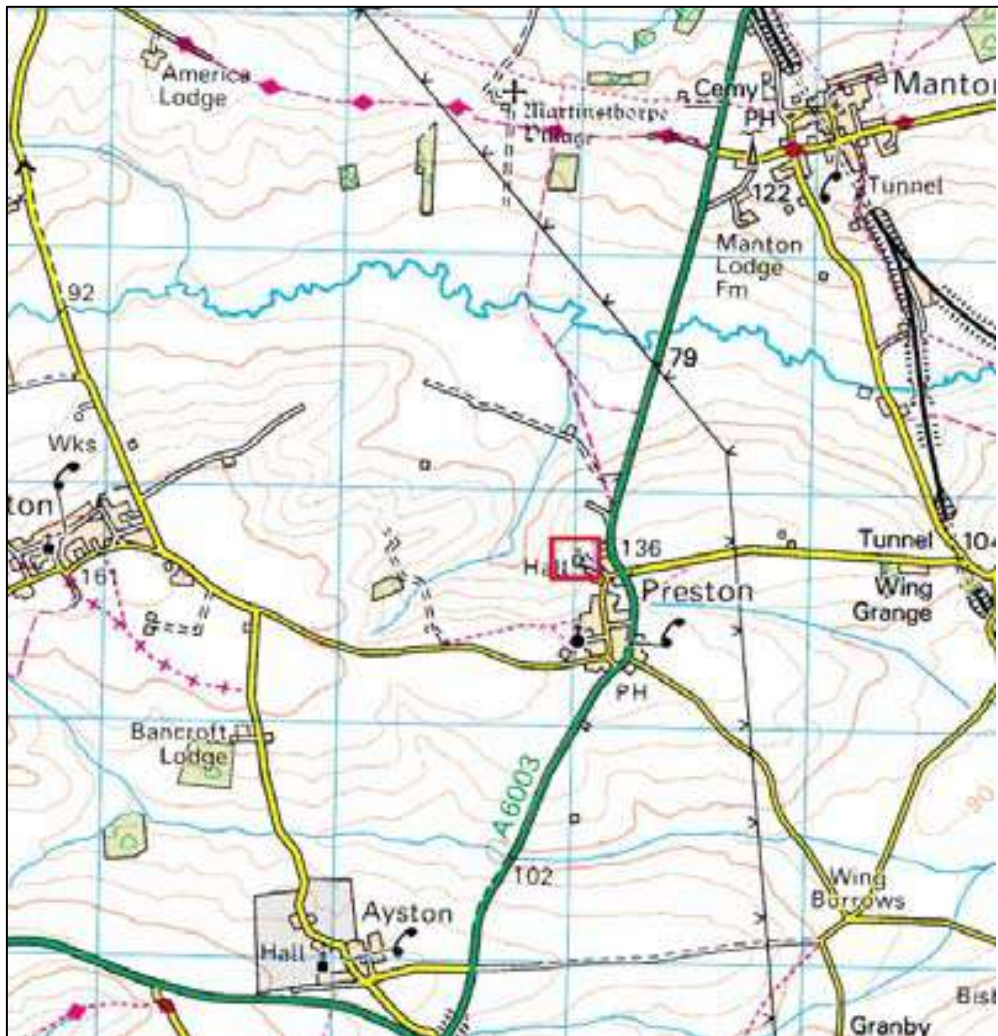 America
Lodge
Martinsthorpe
Village
Cemy
Manton
PH
122
Tunnel
Manton
Lodge
Fm
92
79
Wks
ton
161
136
Hall
Tunnel
104
Preston
Wing
Grange
PH
Bancroft
Lodge
A6003
90
102
Wing
Burrows
Ayston
Hall
Bisb
Granby